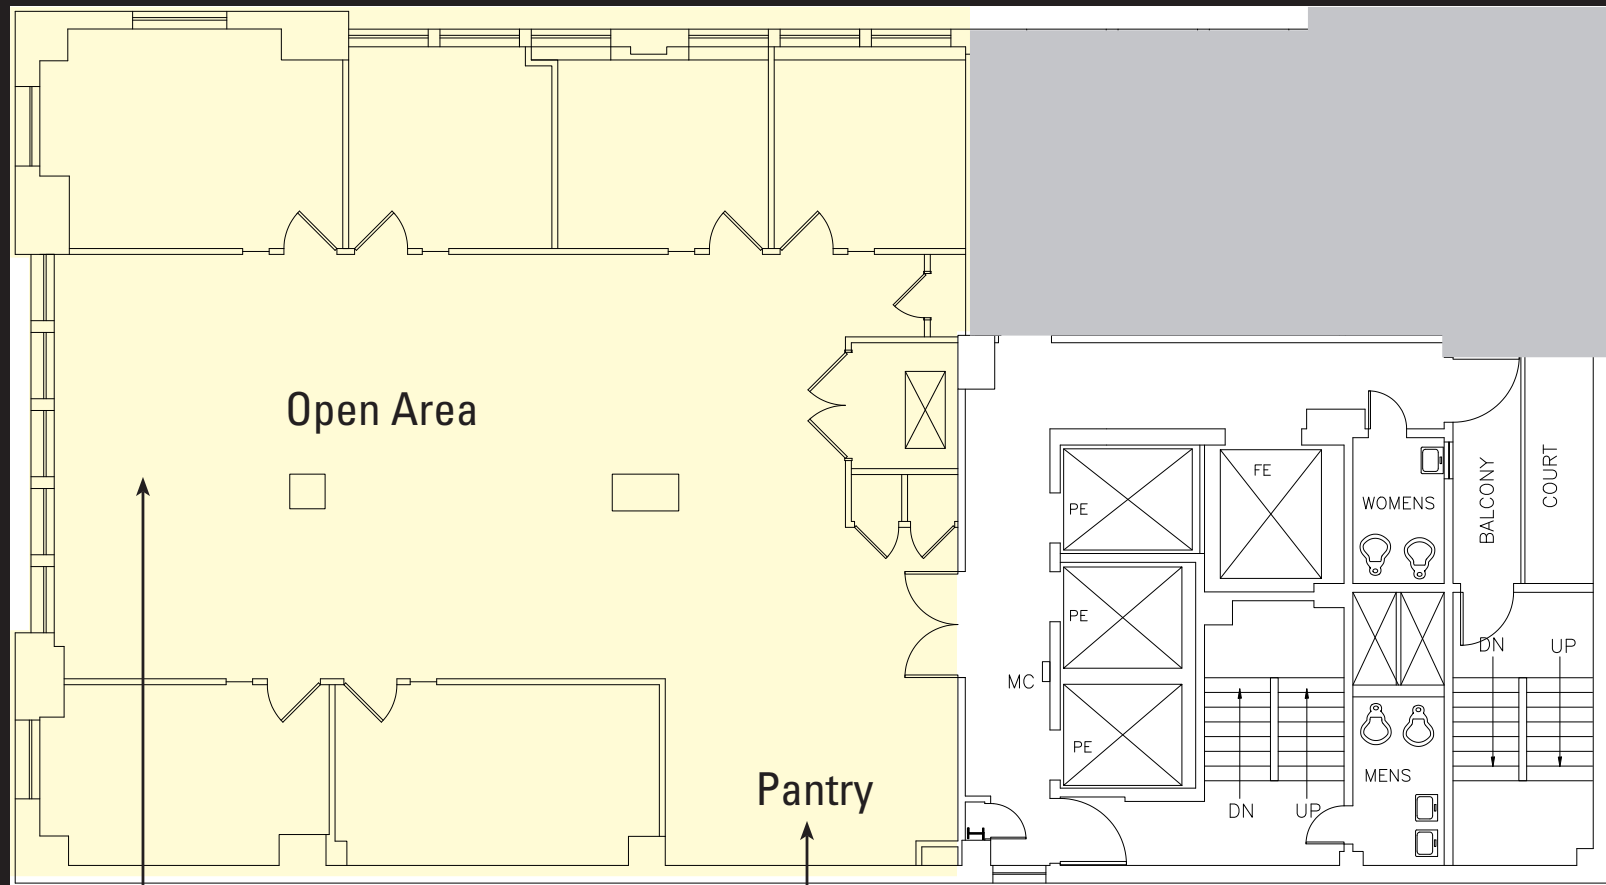 Open Area
Pantry
PE
FE
PE
PE
MC
WOMENS
BALCONY
COURT
DN
UP
DN
UP
MENS